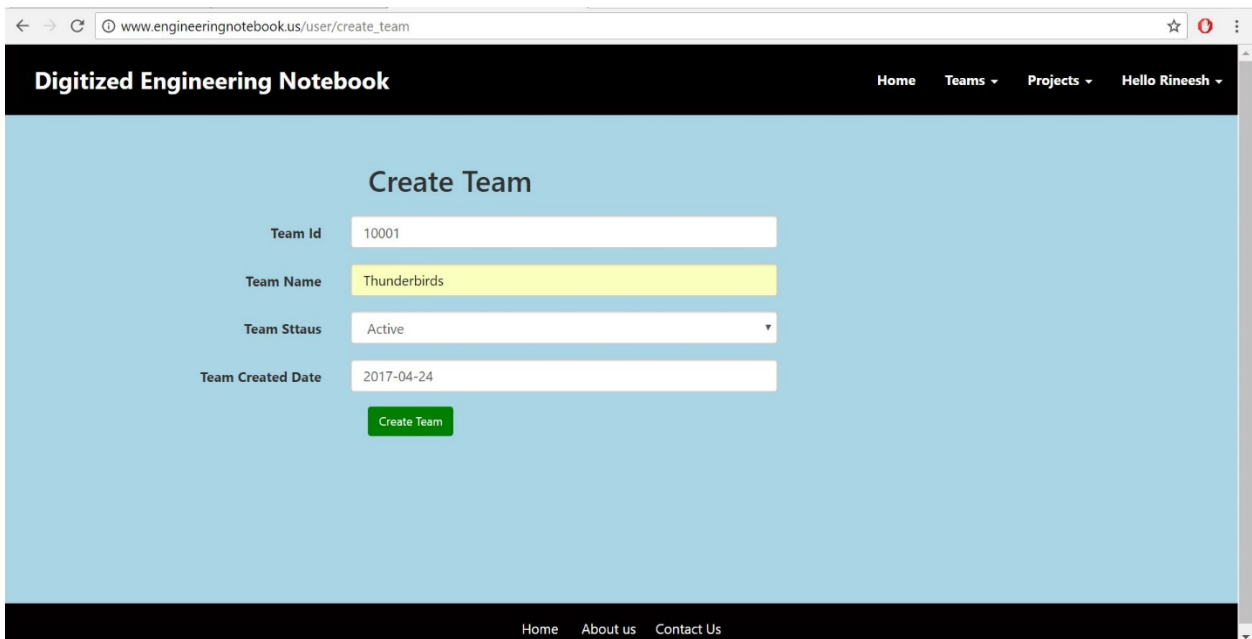 www.engineeringnotebook.us/user/create_team
Digitized Engineering Notebook Home Teams Projects Hello Rineesh
Create Team
Team Id 10001
Team Name Thunderbirds
Team Sttaus Active
Team Created Date 2017-04-24
Create Team
Home About us Contact Us